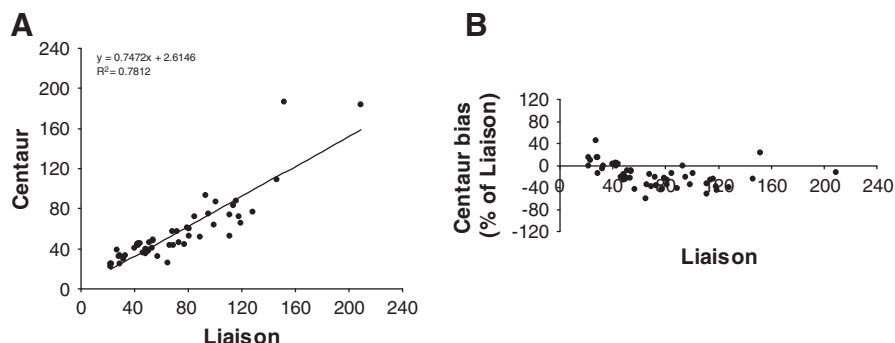 A
B
y = 0.7472x + 2.6146
R² = 0.7812
Centaur
240
200
160
120
80
40
0
0 40 80 120 160 200 240
Liaison
Centaur bias
(% of Liaison)
120
80
40
0
-40
-80
-120
0 40 80 120 160 200 240
Liaison